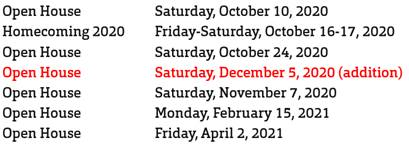 Open House Saturday, October 10, 2020
Homecoming 2020 Friday-Saturday, October 16-17, 2020
Open House Saturday, October 24, 2020
Open House Saturday, December 5, 2020 (addition)
Open House Saturday, November 7, 2020
Open House Monday, February 15, 2021
Open House Friday, April 2, 2021